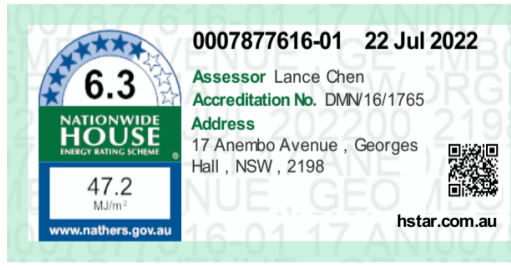 0007877616-01 22 Jul 2022
6.3
NATIONWIDE
HOUSE
ENERGY RATING SCHEME
47.2
MJ/m²
www.nathers.gov.au
Assessor Lance Chen
Accreditation No. DMN/16/1765
Address
17 Anembo Avenue , Georges
Hall , NSW , 2198
hstar.com.au